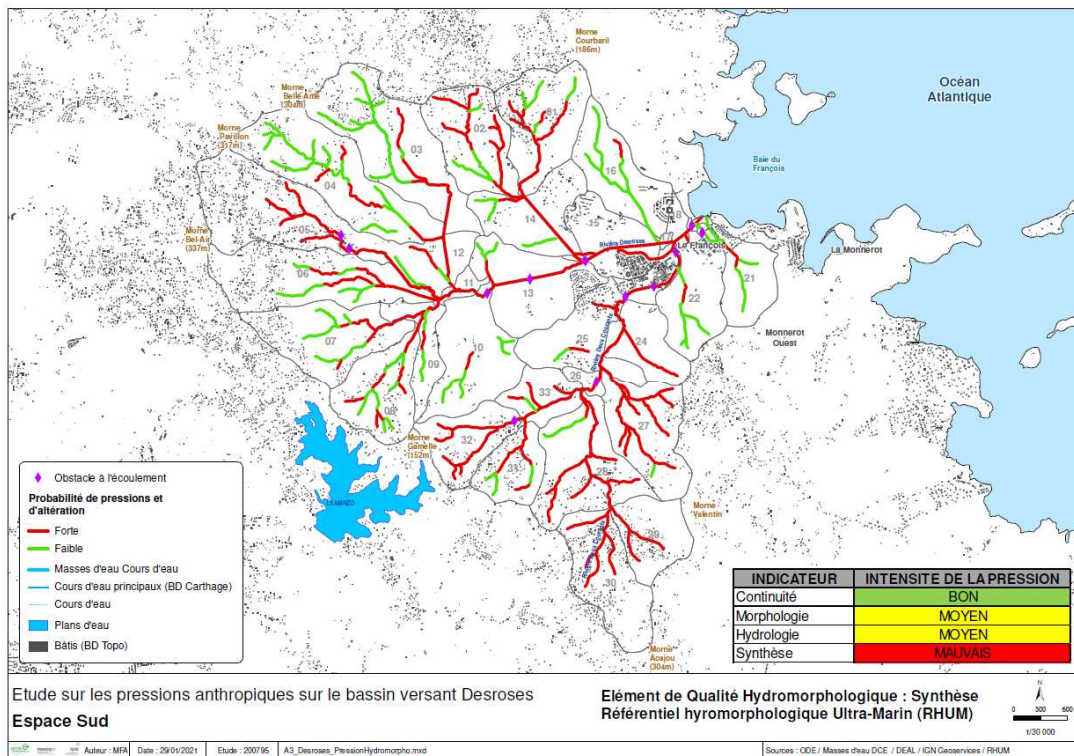 Morne
Courbaril
(186m)
Morne
Belle-Ame
(304m)
Morne
Pavillon
(317m)
Morne
Bel-Air
(337m)
Océan
Atlantique
Baie du
François
La Monnerot
Monnerot
Ouest
Le François
Rivière Desroses
01
02
03
04
05
06
07
08
09
10
11
12
13
14
15
16
17
18
21
22
24
25
26
27
28
29
30
31
32
33
Morne
Gamelle
(152m)
Morne
Valentin
Morne
Acajou
(304m)
LA MANZO
Obstacle à l'écoulement
Probabilité de pressions et
d'altération
Forte
Faible
Masses d'eau Cours d'eau
Cours d'eau principaux (BD Carthage)
Cours d'eau
Plans d'eau
Bâtis (BD Topo)
INDICATEUR INTENSITE DE LA PRESSION
Continuité BON
Morphologie MOYEN
Hydrologie MOYEN
Synthèse MAUVAIS
Etude sur les pressions anthropiques sur le bassin versant Desroses
Espace Sud
Elément de Qualité Hydromorphologique : Synthèse
Référentiel hyromorphologique Ultra-Marin (RHUM)
N
0 300 600
1/30 000
Auteur : MFA Date : 29/01/2021 Etude : 200795 A3_Desroses_PressionHydromorpho.mxd
Sources : ODE / Masses d'eau DCE / DEAL / IGN Geoservices / RHUM